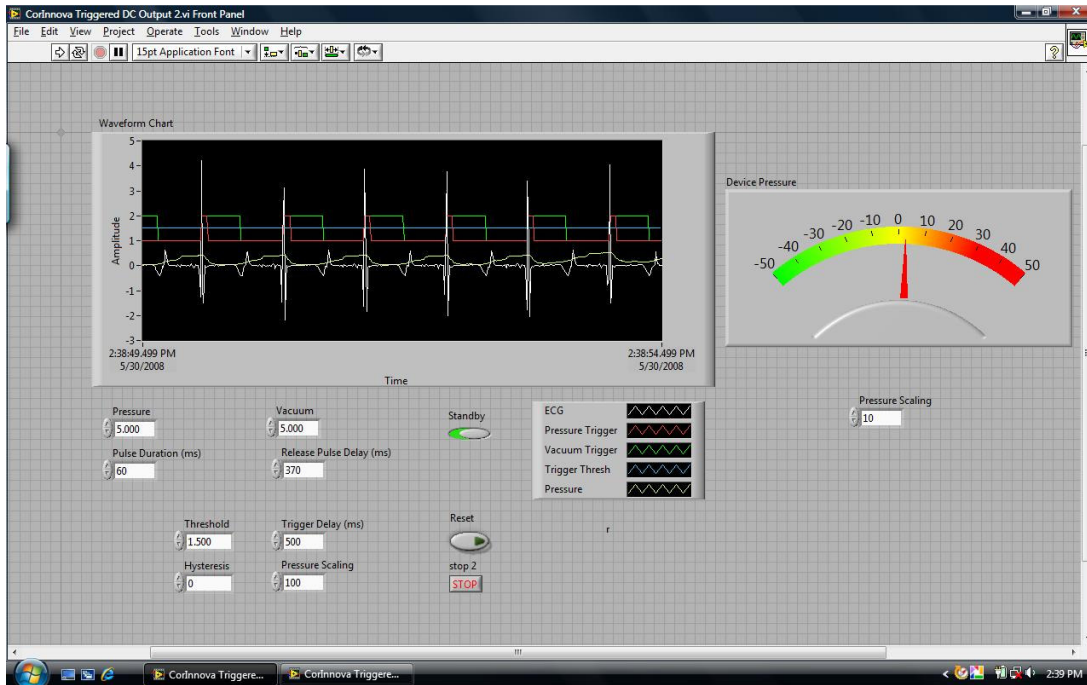 CorInnova Triggered DC Output 2.vi Front Panel
File Edit View Project Operate Tools Window Help
15pt Application Font
?
Waveform Chart
5
4
3
2
1
0
-1
-2
-3
Amplitude
2:38:49.499 PM
5/30/2008
2:38:54.499 PM
5/30/2008
Time
Device Pressure
-50 -40 -30 -20 -10 0 10 20 30 40 50
Pressure Scaling
10
Pressure
5.000
Vacuum
5.000
Standby
Pulse Duration (ms)
60
Release Pulse Delay (ms)
370
ECG
Pressure Trigger
Vacuum Trigger
Trigger Thresh
Pressure
r
Threshold
1.500
Trigger Delay (ms)
500
Reset
Hysteresis
0
Pressure Scaling
100
stop 2
STOP
CorInnova Triggere...
CorInnova Triggere...
2:39 PM